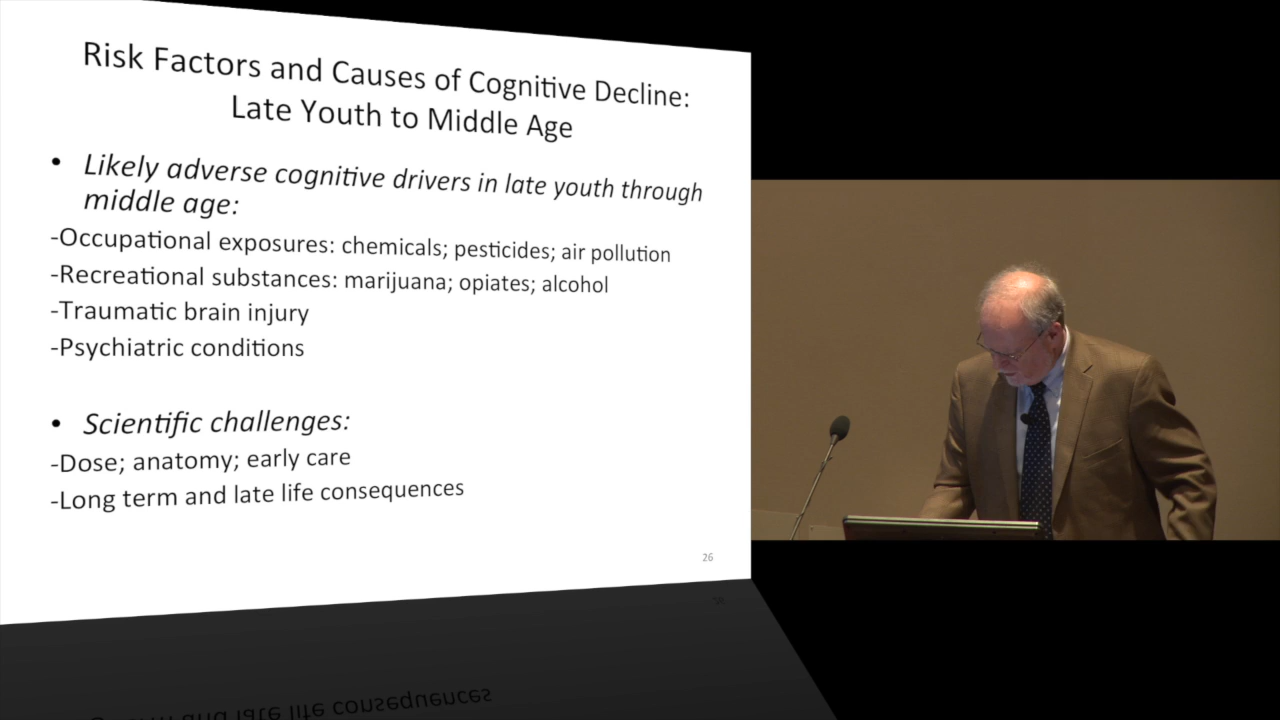 Risk Factors and Causes of Cognitive Decline:
Late Youth to Middle Age
• Likely adverse cognitive drivers in late youth through
middle age:
-Occupational exposures: chemicals; pesticides; air pollution
-Recreational substances: marijuana; opiates; alcohol
-Traumatic brain injury
-Psychiatric conditions
• Scientific challenges:
-Dose; anatomy; early care
-Long term and late life consequences
26